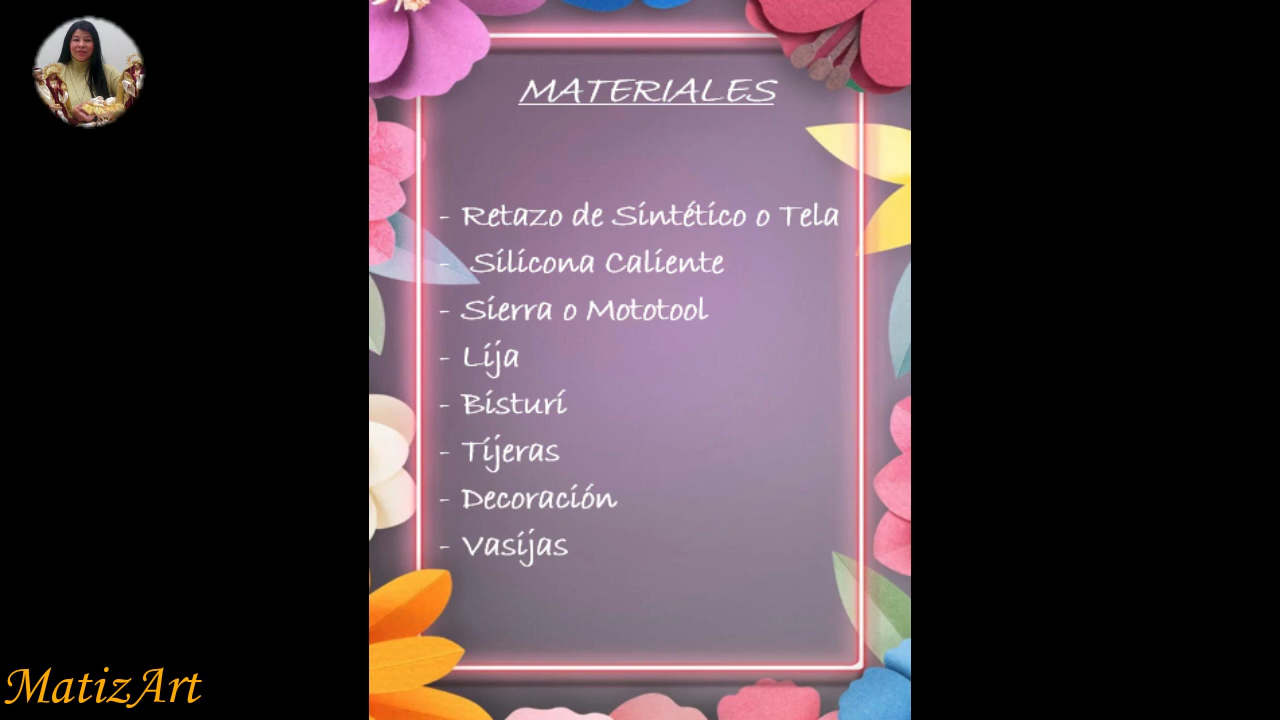 MATERIALES
- Retazo de Sintético o Tela
- Silicona Caliente
- Sierra o Mototool
- Lija
- Bisturí
- Tijeras
- Decoración
- Vasijas
MatizArt